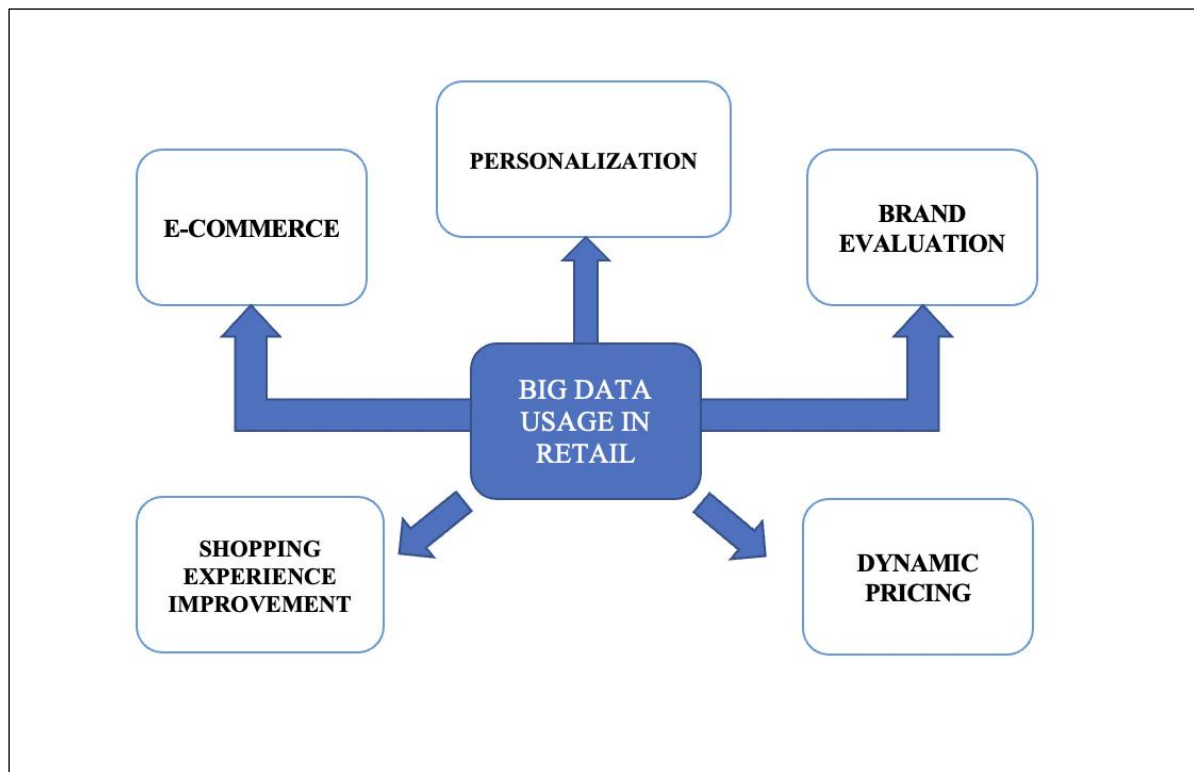 PERSONALIZATION
E-COMMERCE
BRAND
EVALUATION
BIG DATA
USAGE IN
RETAIL
SHOPPING
EXPERIENCE
IMPROVEMENT
DYNAMIC
PRICING